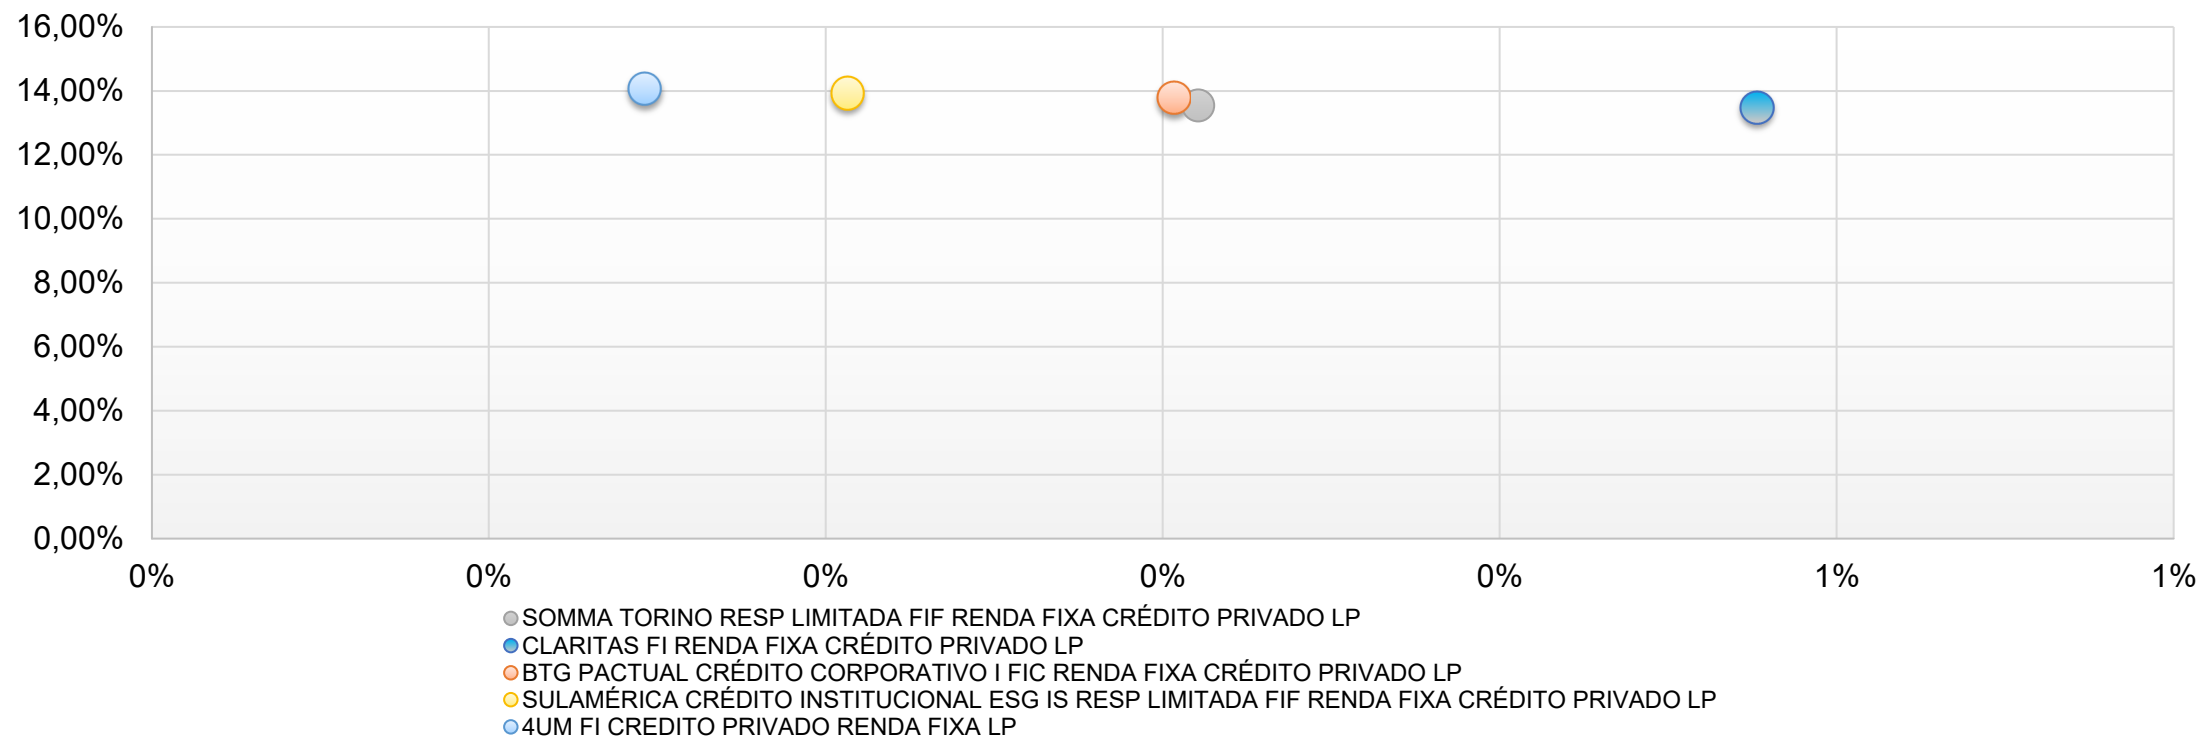 16,00%
14,00%
12,00%
10,00%
8,00%
6,00%
4,00%
2,00%
0,00%
0% 0% 0% 0% 0% 1% 1%
SOMMA TORINO RESP LIMITADA FIF RENDA FIXA CRÉDITO PRIVADO LP
CLARITAS FI RENDA FIXA CRÉDITO PRIVADO LP
BTG PACTUAL CRÉDITO CORPORATIVO I FIC RENDA FIXA CRÉDITO PRIVADO LP
SULAMÉRICA CRÉDITO INSTITUCIONAL ESG IS RESP LIMITADA FIF RENDA FIXA CRÉDITO PRIVADO LP
4UM FI CREDITO PRIVADO RENDA FIXA LP